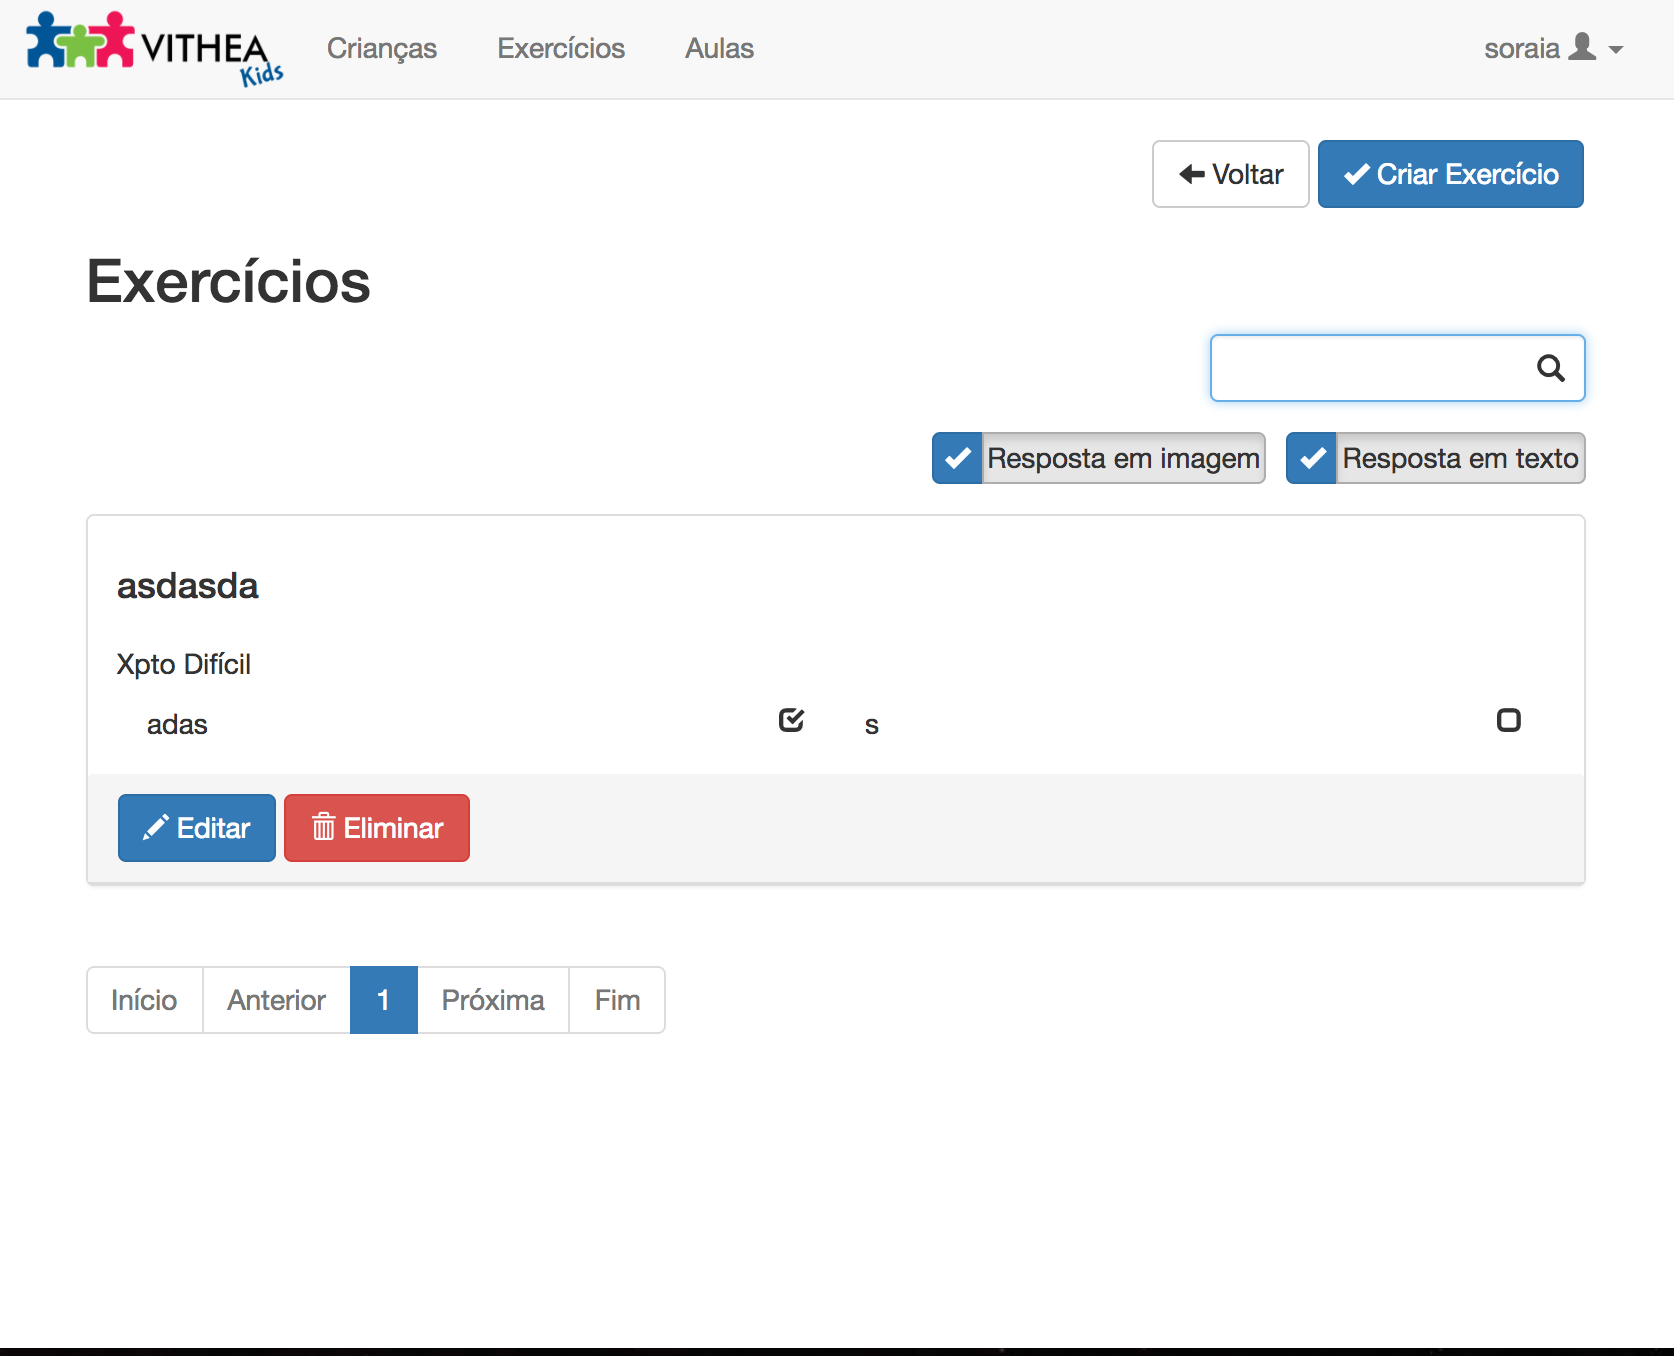 VITHEA Kids
Crianças Exercícios Aulas soraia
Voltar Criar Exercício
Exercícios
Resposta em imagem Resposta em texto
asdasda
Xpto Difícil
adas s
Editar Eliminar
Início Anterior 1 Próxima Fim